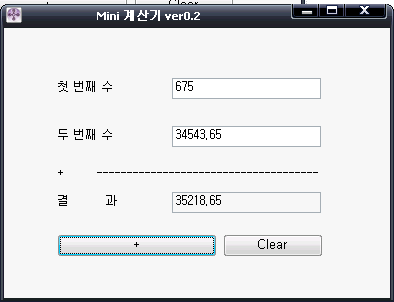 Clear
Mini 계산기 ver0.2
첫 번째 수 675
두 번째 수 34543,65
+ -------------------------------------
결 과 35218,65
+ Clear